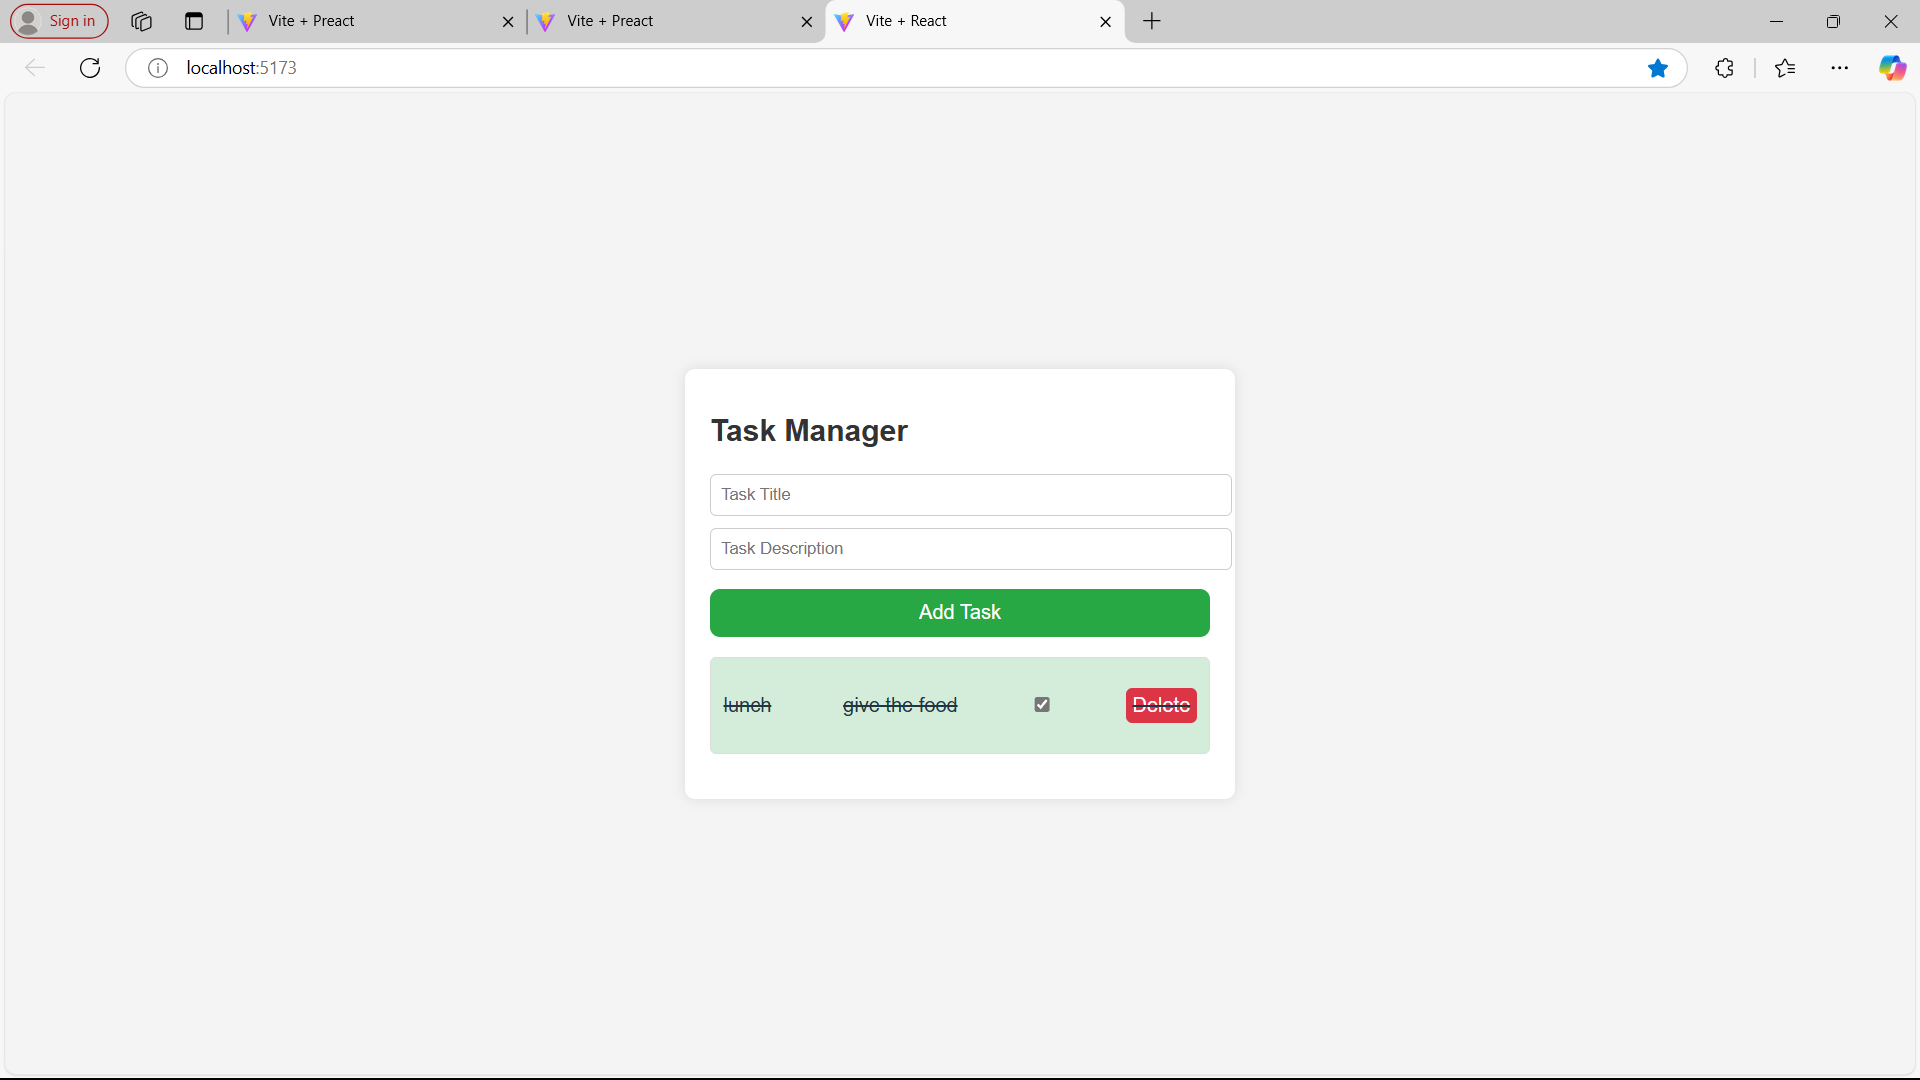 Sign in
Vite + Preact
Vite + Preact
Vite + React
localhost:5173
Task Manager
Task Title
Task Description
Add Task
lunch give the food Delete